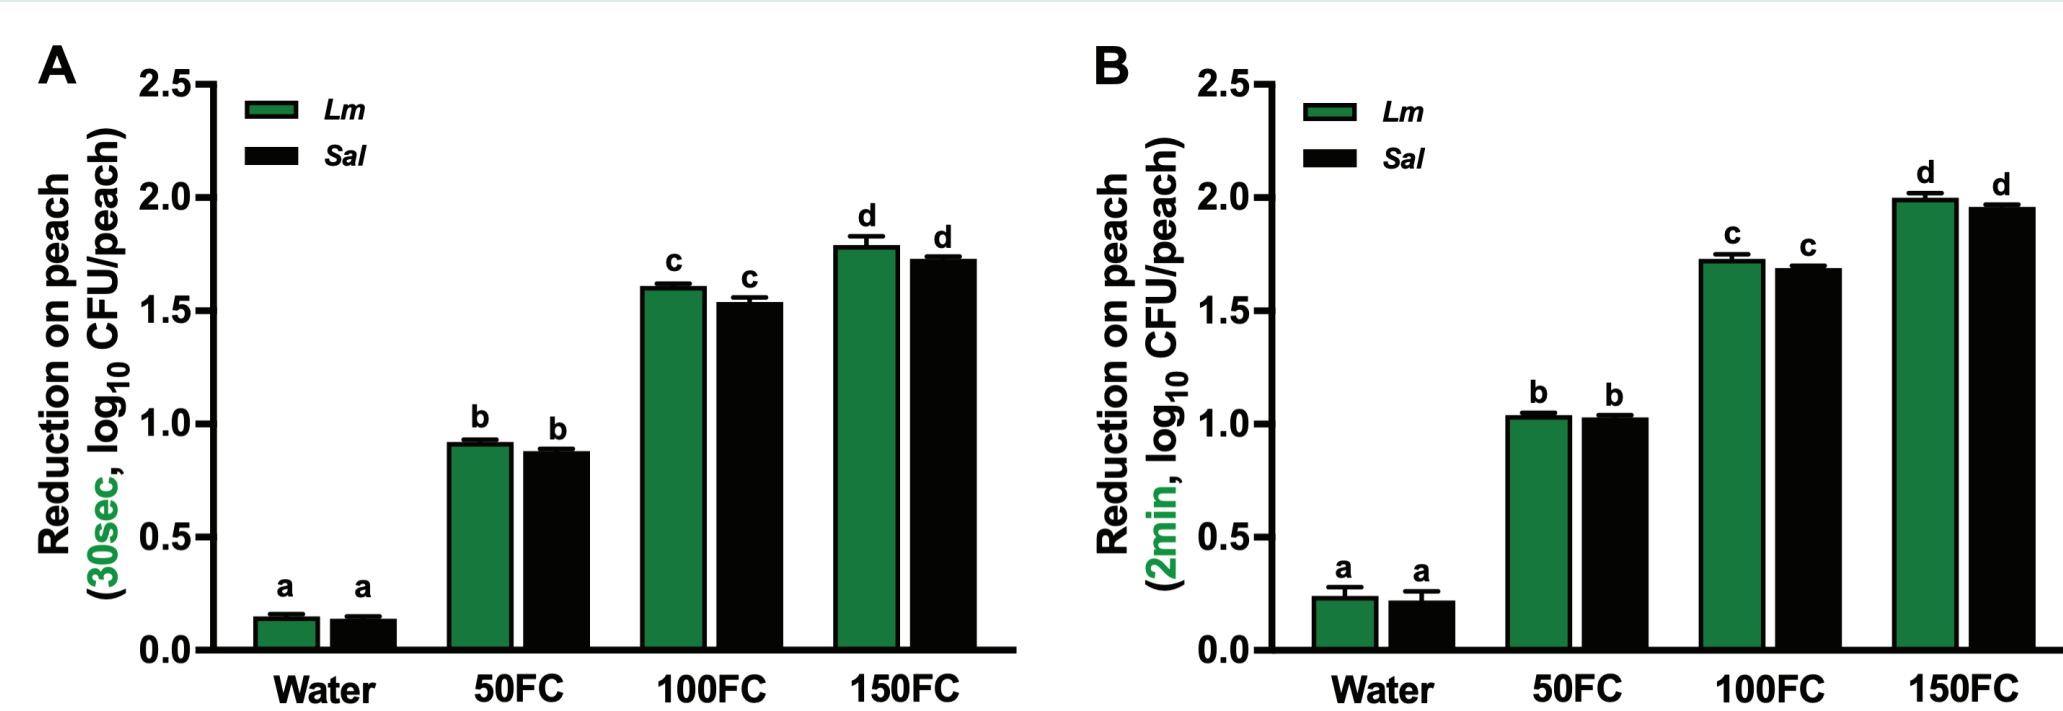 A
Reduction on peach
(30sec, log10 CFU/peach)
2.5
2.0
1.5
1.0
0.5
0.0
Lm
Sal
a a b b c c d d
Water 50FC 100FC 150FC
B
Reduction on peach
(2min, log10 CFU/peach)
2.5
2.0
1.5
1.0
0.5
0.0
Lm
Sal
a a b b c c d d
Water 50FC 100FC 150FC